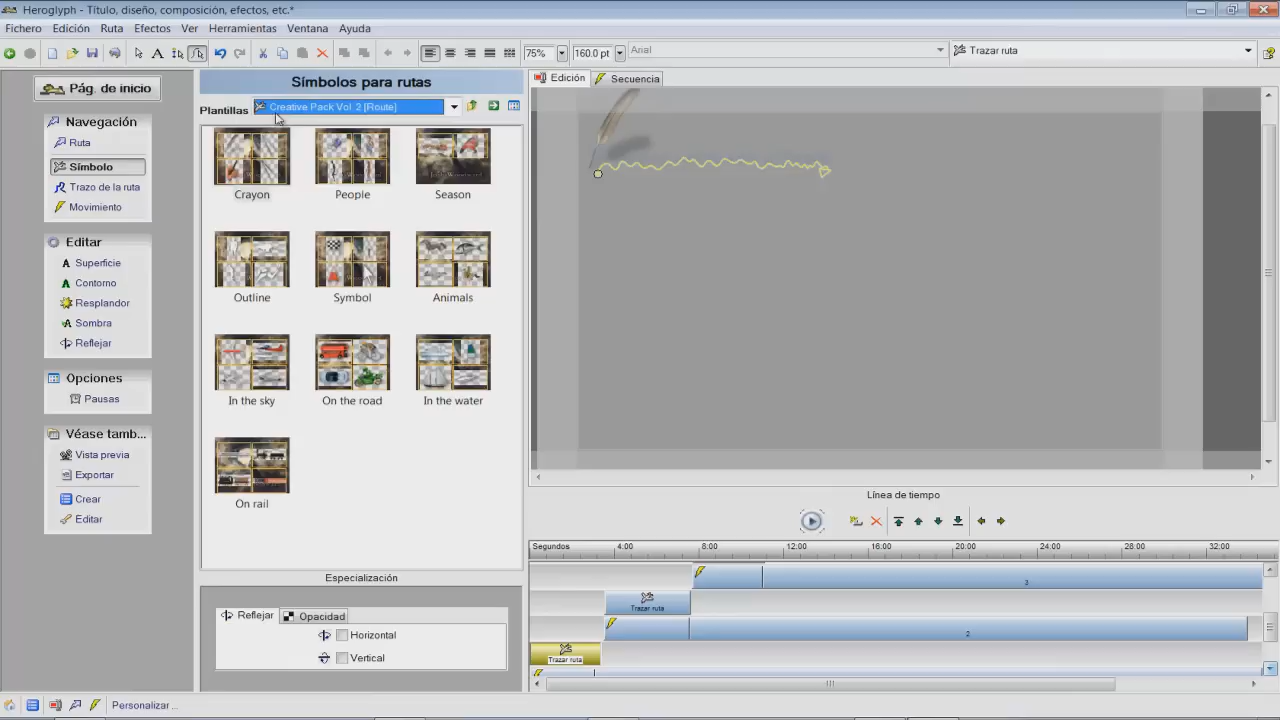 Heroglyph - Título, diseño, composición, efectos, etc.*
Fichero Edición Ruta Efectos Ver Herramientas Ventana Ayuda
75% 160.0 pt Arial Trazar ruta
Pág. de inicio
Navegación
Ruta
Símbolo
Trazo de la ruta
Movimiento
Editar
Superficie
Contorno
Resplandor
Sombra
Reflejar
Opciones
Pausas
Véase tamb...
Vista previa
Exportar
Crear
Editar
Símbolos para rutas
Plantillas Creative Pack Vol. 2 [Route]
Crayon People Season
Outline Symbol Animals
In the sky On the road In the water
On rail
Especialización
Reflejar Opacidad
Horizontal
Vertical
Edición Secuencia
Línea de tiempo
Segundos 4.00 8:00 12:00 16:00 20:00 24:00 28:00 32:00
3
Trazar ruta
2
Trazar ruta
Personalizar...